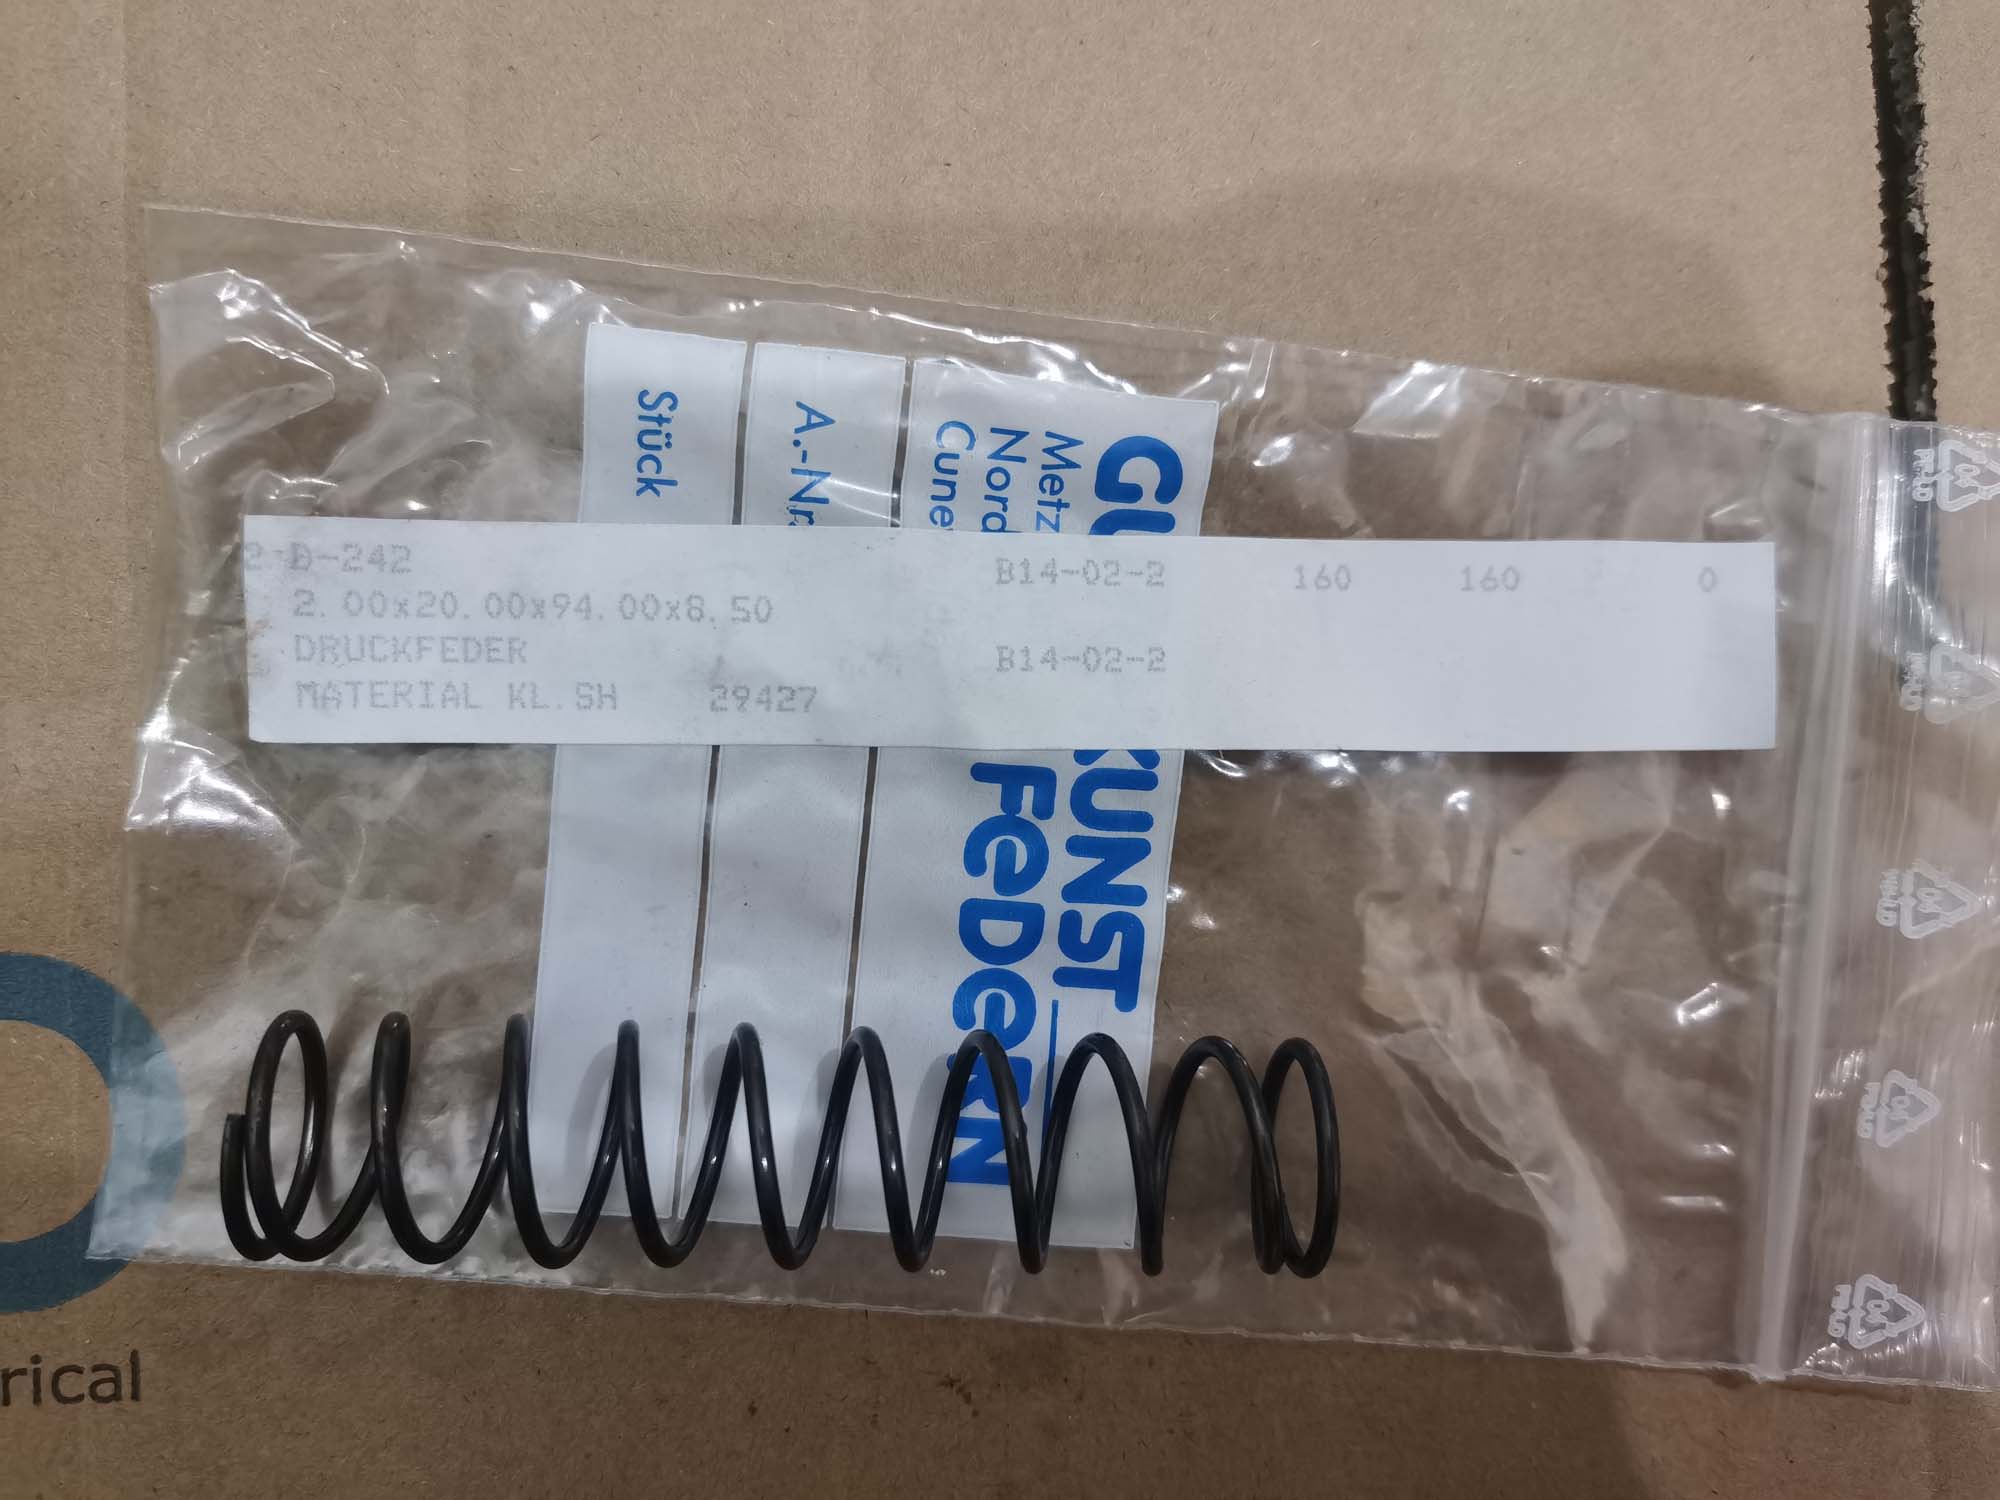 D-242 B14-02-2 160 160 0
2.00x20.00x94.00x8.50
DRUCKFEDER B14-02-2
MATERIAL KL.SH 29427
KUNST
FeDeRN
Metz
Nord
Cune
A.-Nr.
Stück
rical